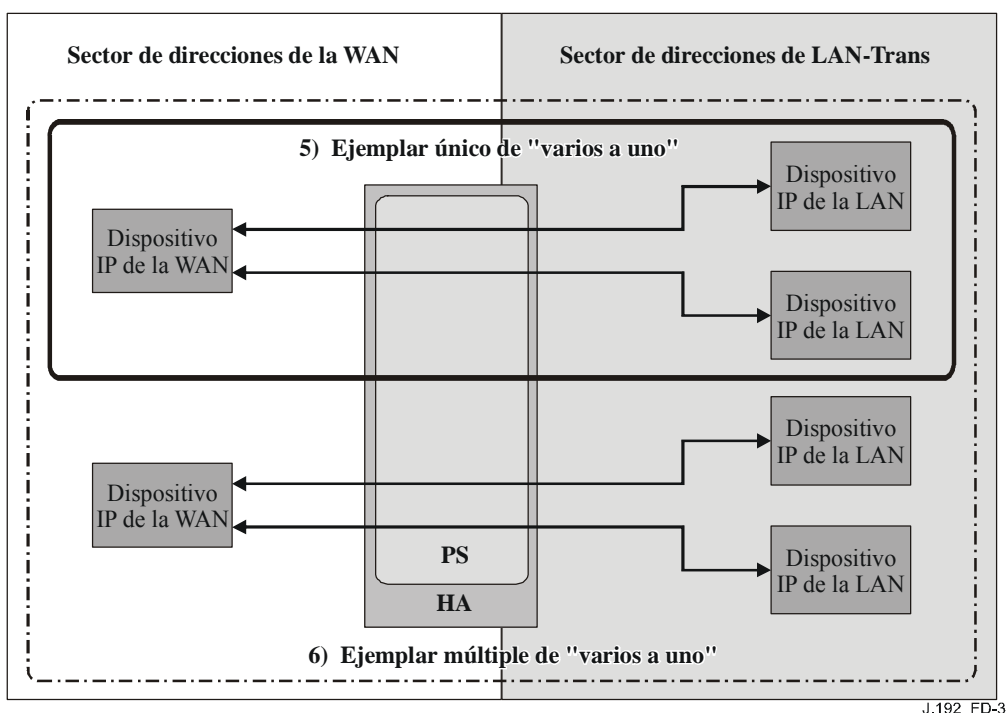 Sector de direcciones de la WAN
Sector de direcciones de LAN-Trans
5) Ejemplar único de "varios a uno"
Dispositivo
IP de la LAN
Dispositivo
IP de la WAN
Dispositivo
IP de la LAN
Dispositivo
IP de la LAN
Dispositivo
IP de la WAN
Dispositivo
IP de la LAN
PS
HA
6) Ejemplar múltiple de "varios a uno"
J.192_FD-3